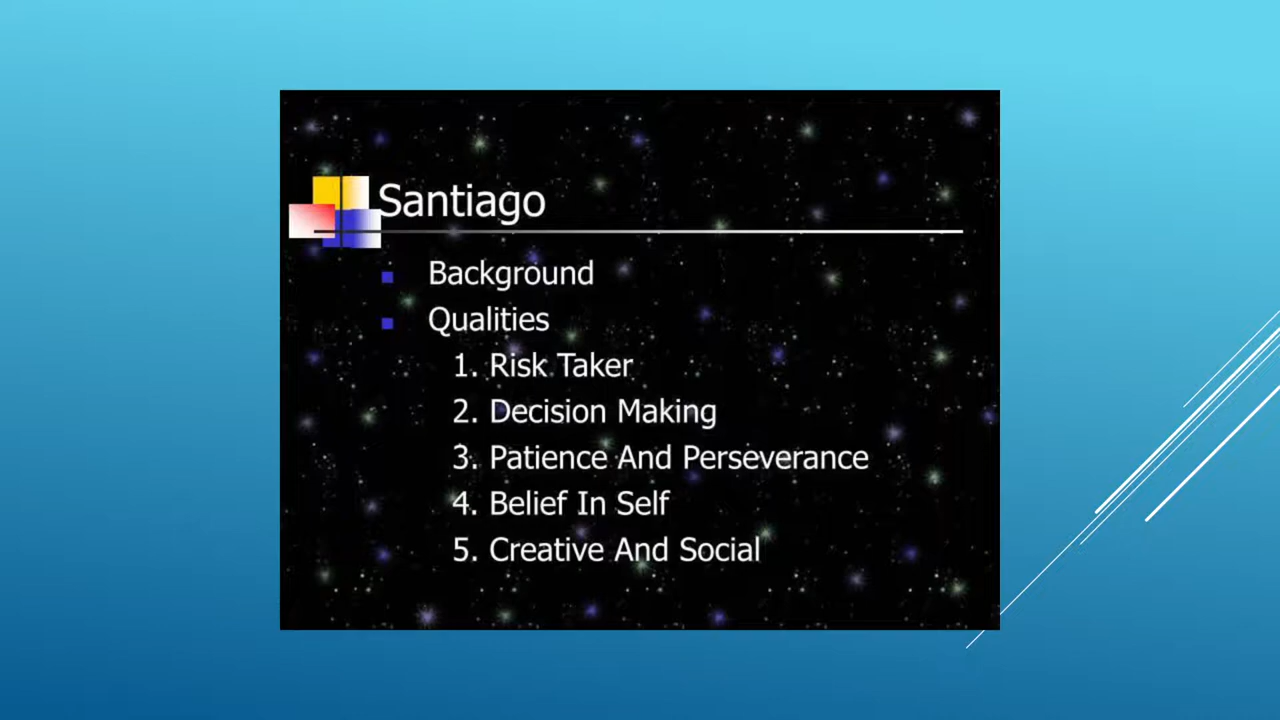 Santiago
Background
Qualities
1. Risk Taker
2. Decision Making
3. Patience And Perseverance
4. Belief In Self
5. Creative And Social